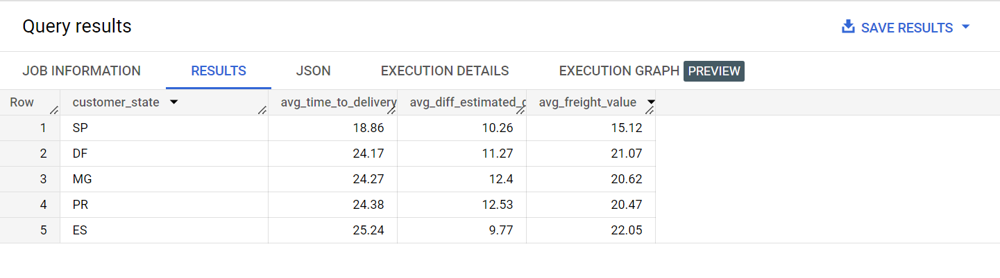 Query results
SAVE RESULTS
JOB INFORMATION RESULTS JSON EXECUTION DETAILS EXECUTION GRAPH PREVIEW
Row customer_state avg_time_to_delivery avg_diff_estimated_d avg_freight_value
1 SP 18.86 10.26 15.12
2 DF 24.17 11.27 21.07
3 MG 24.27 12.4 20.62
4 PR 24.38 12.53 20.47
5 ES 25.24 9.77 22.05